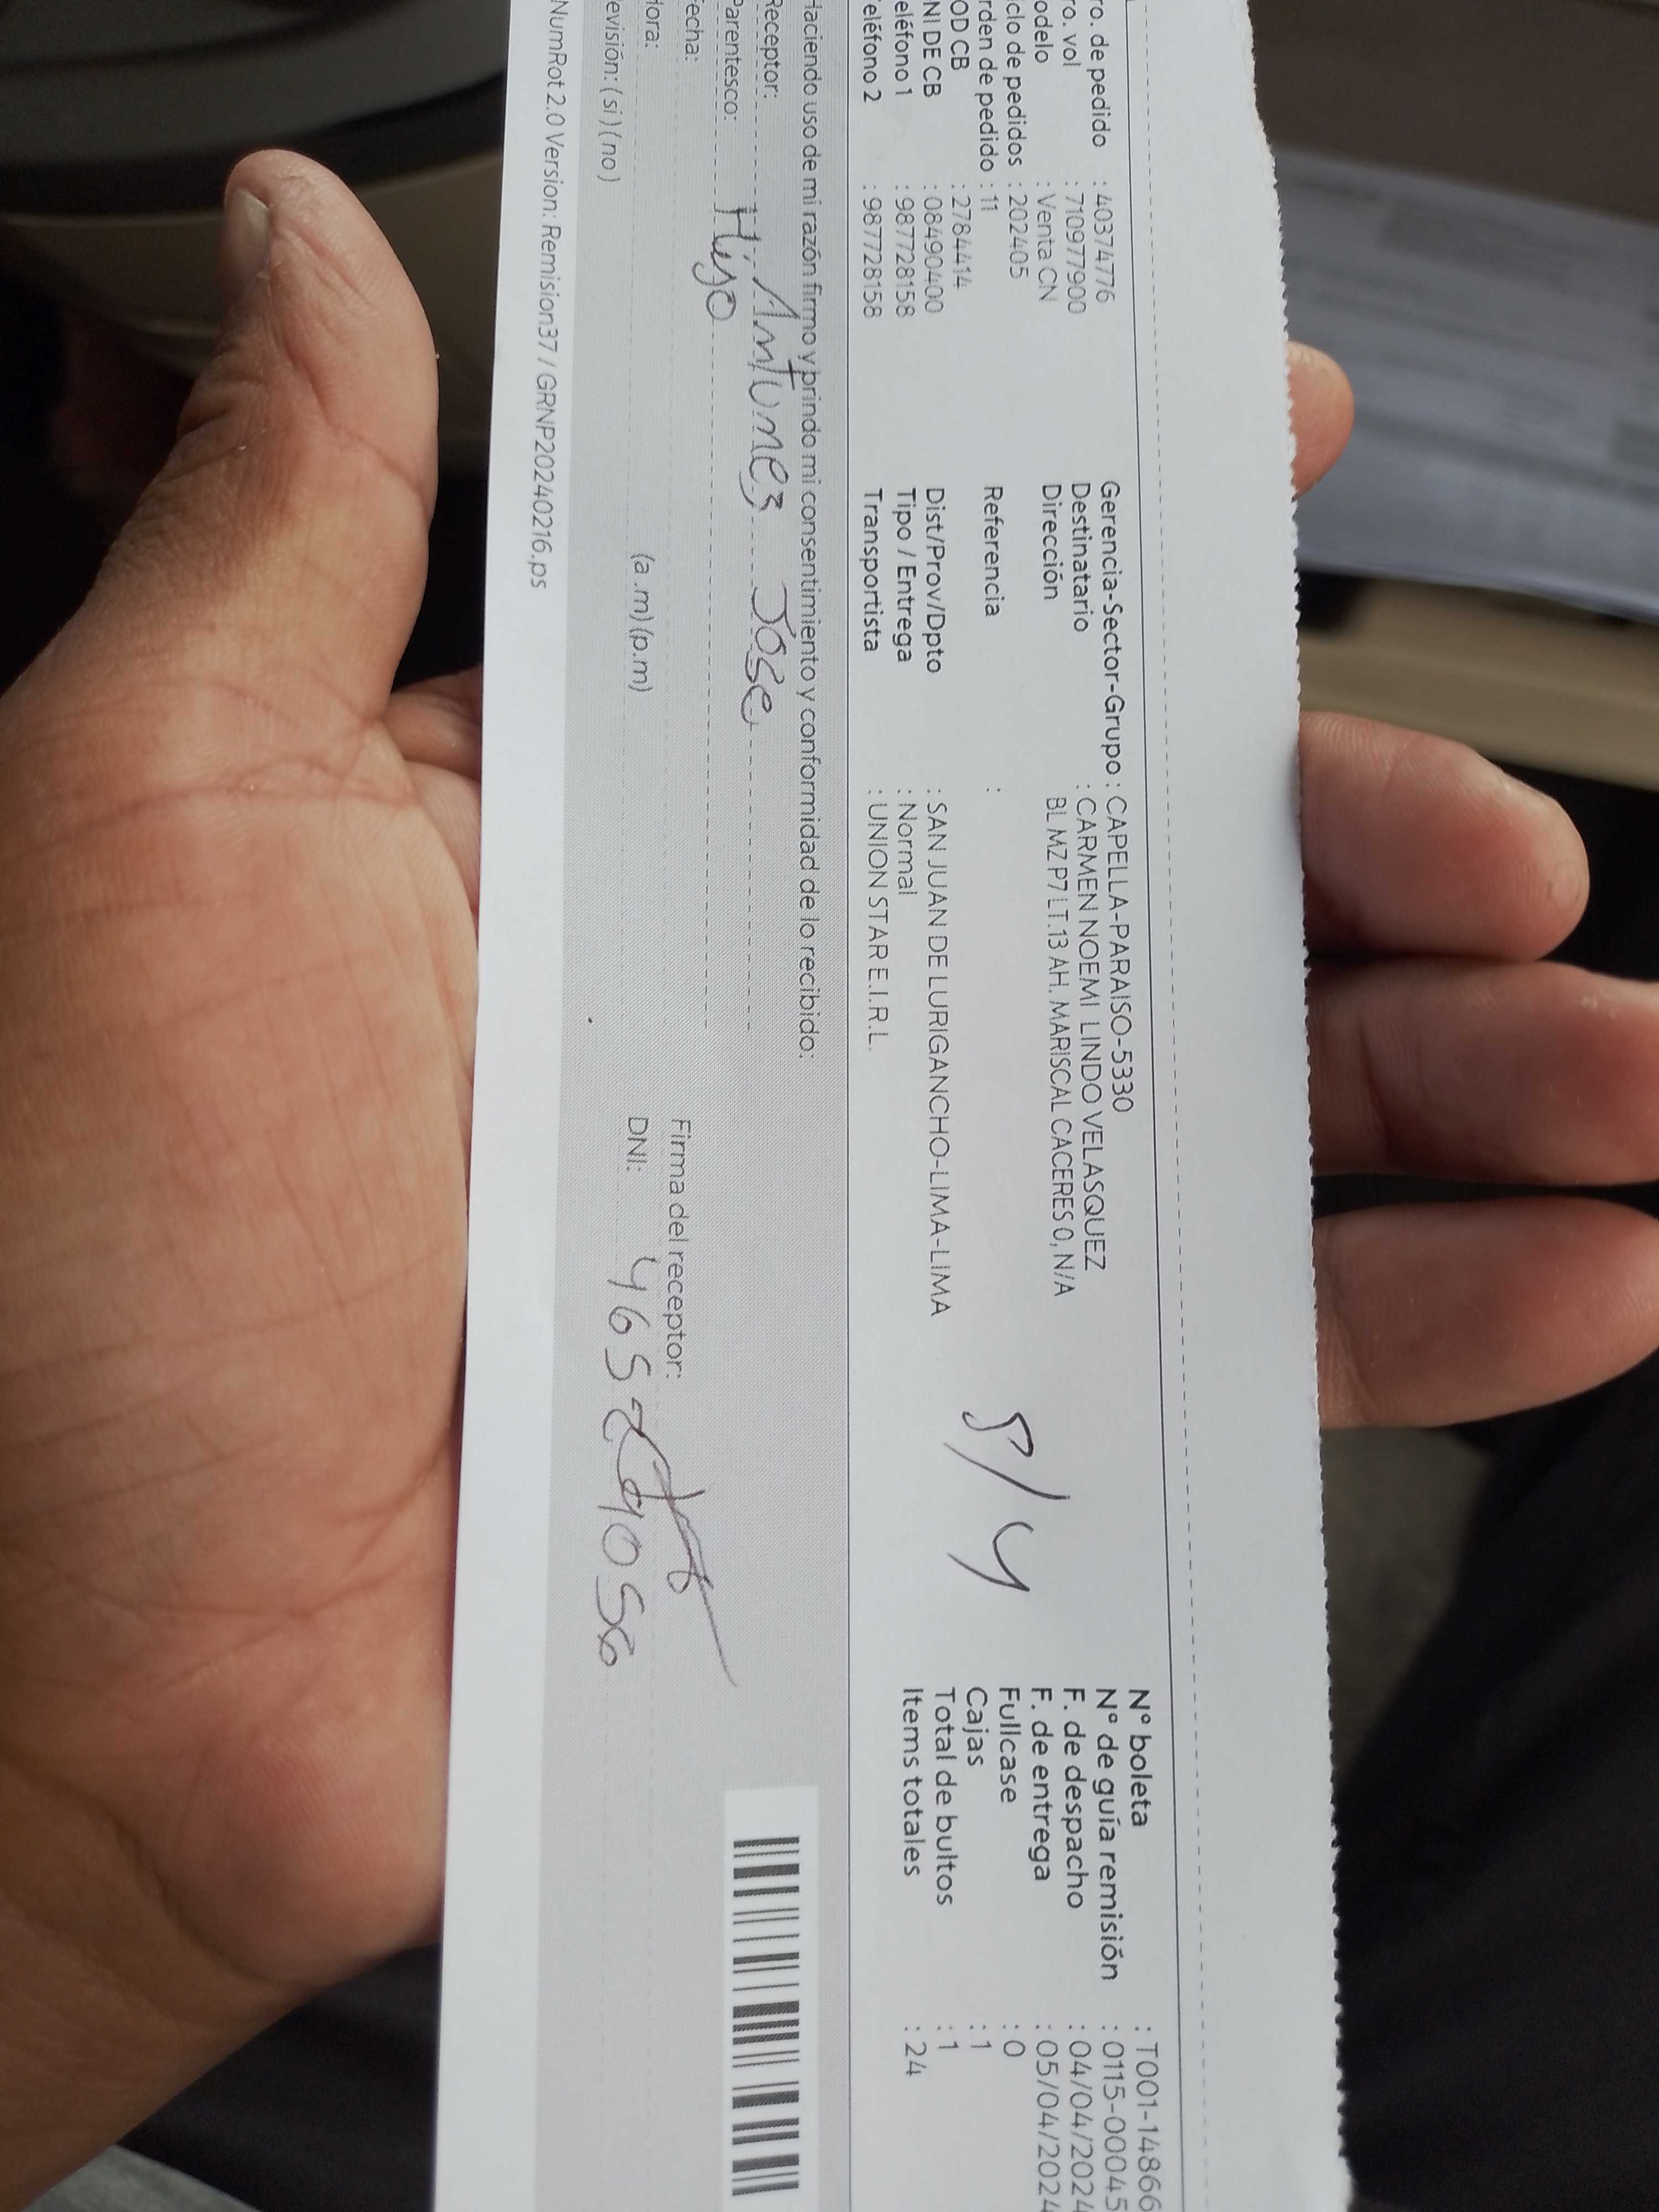 ro. de pedido : 40374776
ro. vol : 710977900
odelo : Venta CN
iclo de pedidos : 202405
rden de pedido : 11
OD CB : 2784414
NI DE CB : 08490400
eléfono 1 : 987728158
eléfono 2 : 987728158
Gerencia-Sector-Grupo : CAPELLA-PARAISO-5330
Destinatario : CARMEN NOEMI LINDO VELASQUEZ
Dirección BL MZ P7 LT.13 AH. MARISCAL CACERES 0, N/A
Referencia :
Dist/Prov/Dpto : SAN JUAN DE LURIGANCHO-LIMA-LIMA
Tipo / Entrega : Normal
Transportista : UNION STAR E.I.R.L.
5/4
N° boleta : T001-14866
N° de guía remisión : 0115-00045
F. de despacho : 04/04/2024
F. de entrega : 05/04/2024
Fullcase : 0
Cajas : 1
Total de bultos : 1
Items totales : 24
Haciendo uso de mi razón firmo y brindo mi consentimiento y conformidad de lo recibido:
Receptor: Antunez Jose
Parentesco: Hijo
echa:
Hora: (a .m) (p.m)
evisión: ( si ) ( no )
Firma del receptor:
DNI:
NumRot 2.0 Version: Remision37 / GRNP20240216.ps